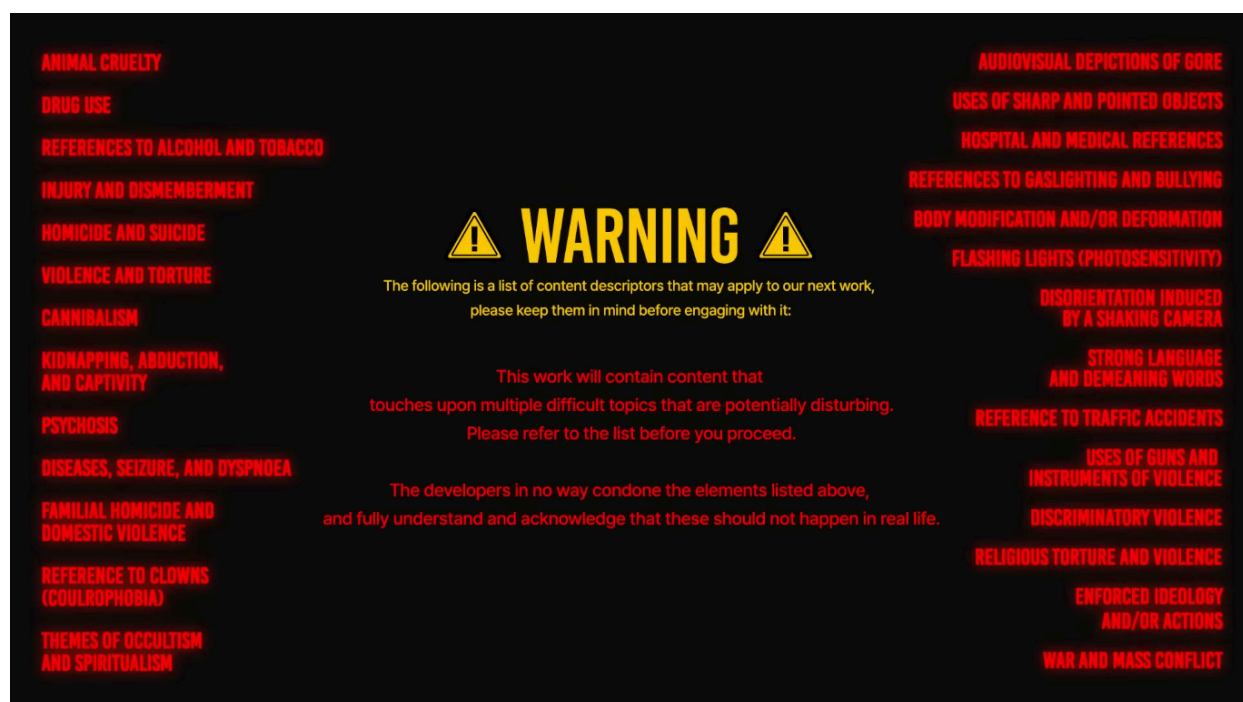 ANIMAL CRUELTY
DRUG USE
REFERENCES TO ALCOHOL AND TOBACCO
INJURY AND DISMEMBERMENT
HOMICIDE AND SUICIDE
VIOLENCE AND TORTURE
CANNIBALISM
KIDNAPPING, ABDUCTION,
AND CAPTIVITY
PSYCHOSIS
DISEASES, SEIZURE, AND DYSPNOEA
FAMILIAL HOMICIDE AND
DOMESTIC VIOLENCE
REFERENCE TO CLOWNS
(COULROPHOBIA)
THEMES OF OCCULTISM
AND SPIRITUALISM
WARNING
The following is a list of content descriptors that may apply to our next work,
please keep them in mind before engaging with it:
This work will contain content that
touches upon multiple difficult topics that are potentially disturbing.
Please refer to the list before you proceed.
The developers in no way condone the elements listed above,
and fully understand and acknowledge that these should not happen in real life.
AUDIOVISUAL DEPICTIONS OF GORE
USES OF SHARP AND POINTED OBJECTS
HOSPITAL AND MEDICAL REFERENCES
REFERENCES TO GASLIGHTING AND BULLYING
BODY MODIFICATION AND/OR DEFORMATION
FLASHING LIGHTS (PHOTOSENSITIVITY)
DISORIENTATION INDUCED
BY A SHAKING CAMERA
STRONG LANGUAGE
AND DEMEANING WORDS
REFERENCE TO TRAFFIC ACCIDENTS
USES OF GUNS AND
INSTRUMENTS OF VIOLENCE
DISCRIMINATORY VIOLENCE
RELIGIOUS TORTURE AND VIOLENCE
ENFORCED IDEOLOGY
AND/OR ACTIONS
WAR AND MASS CONFLICT